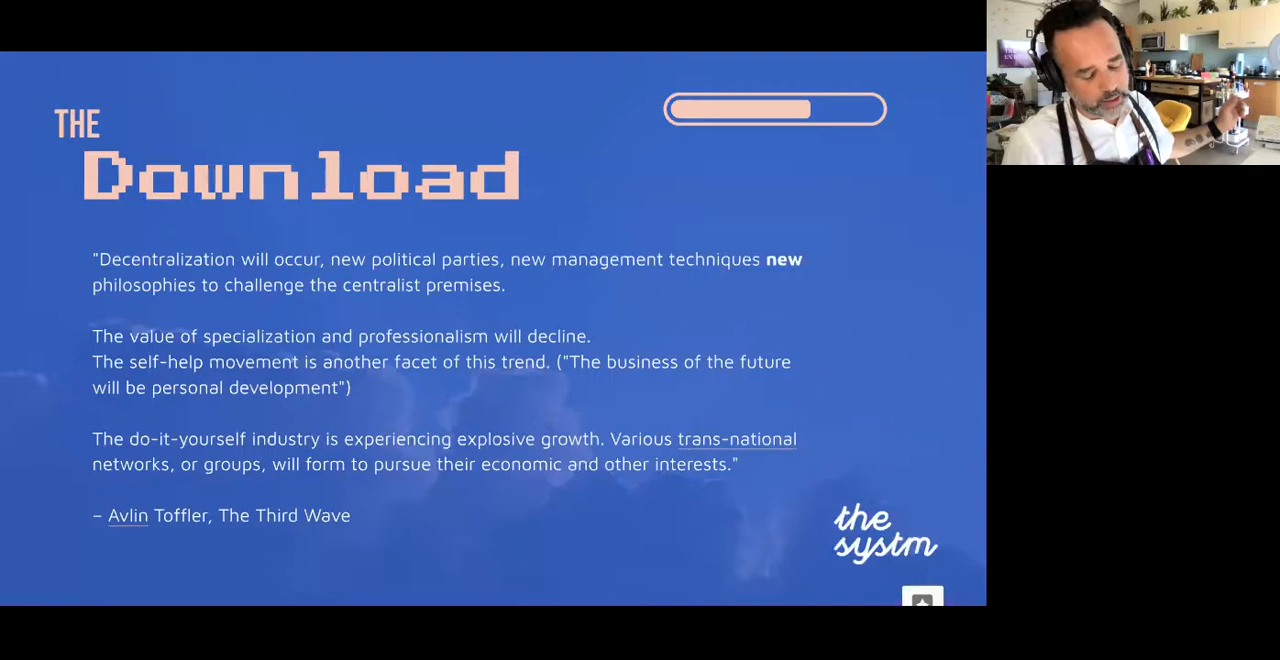 THE
Download
"Decentralization will occur, new political parties, new management techniques new
philosophies to challenge the centralist premises.
The value of specialization and professionalism will decline.
The self-help movement is another facet of this trend. ("The business of the future
will be personal development")
The do-it-yourself industry is experiencing explosive growth. Various trans-national
networks, or groups, will form to pursue their economic and other interests."
– Avlin Toffler, The Third Wave
the
systm